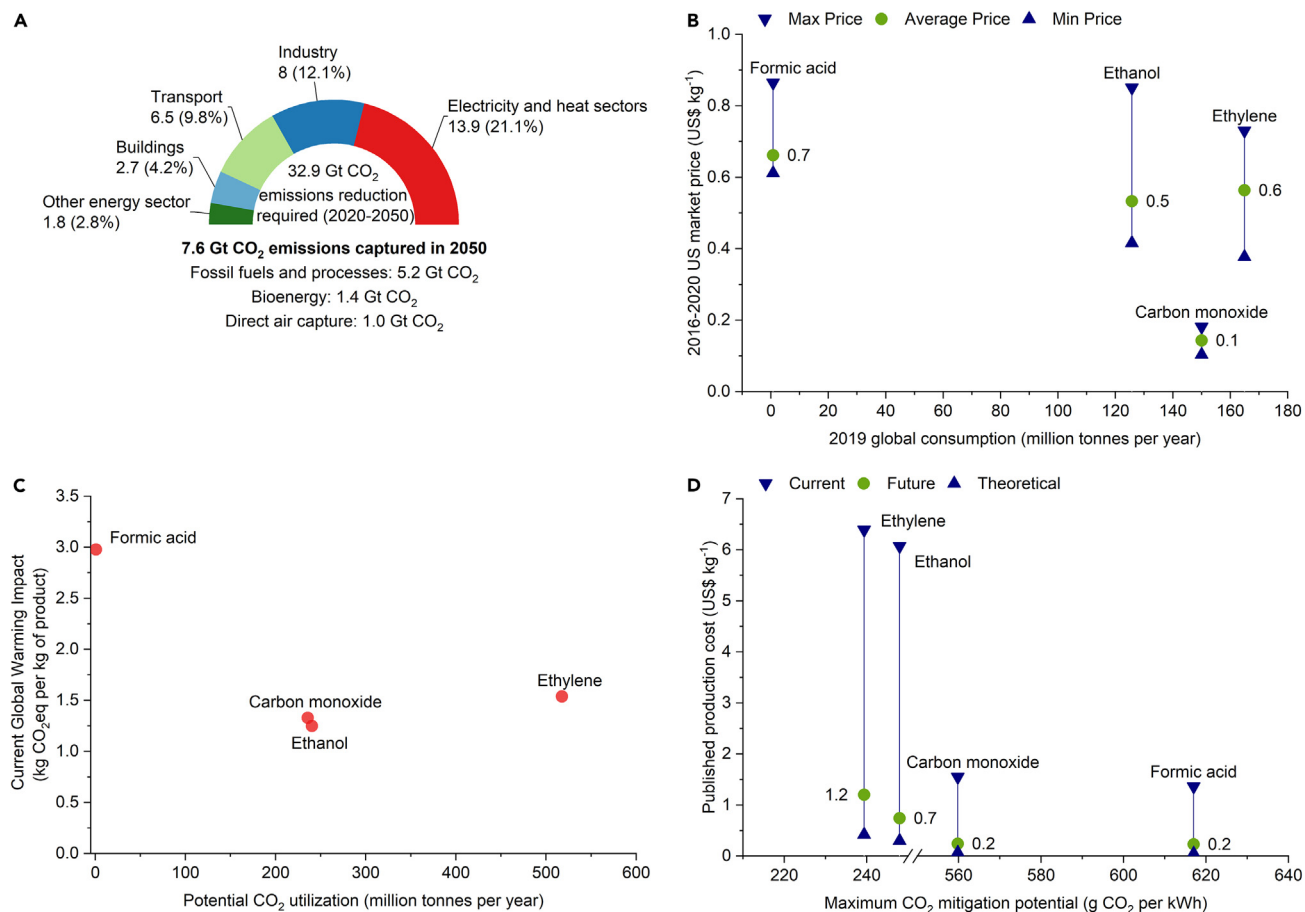 A
Industry
8 (12.1%)
Transport
6.5 (9.8%)
Electricity and heat sectors
13.9 (21.1%)
Buildings
2.7 (4.2%)
Other energy sector
1.8 (2.8%)
32.9 Gt CO2
emissions reduction
required (2020-2050)
7.6 Gt CO2 emissions captured in 2050
Fossil fuels and processes: 5.2 Gt CO2
Bioenergy: 1.4 Gt CO2
Direct air capture: 1.0 Gt CO2
B
Max Price Average Price Min Price
2016-2020 US market price (US$ kg-1)
1.0
0.8
0.6
0.4
0.2
0.0
Formic acid
0.7
Ethanol
0.5
Ethylene
0.6
Carbon monoxide
0.1
0 20 40 60 80 100 120 140 160 180
2019 global consumption (million tonnes per year)
C
Current Global Warming Impact
(kg CO2eq per kg of product)
3.5
3.0
2.5
2.0
1.5
1.0
0.5
0.0
Formic acid
Carbon monoxide
Ethanol
Ethylene
0 100 200 300 400 500 600
Potential CO2 utilization (million tonnes per year)
D
Current Future Theoretical
Published production cost (US$ kg-1)
7
6
5
4
3
2
1
0
Ethylene
Ethanol
1.2
0.7
Carbon monoxide
0.2
Formic acid
0.2
220 240 560 580 600 620 640
Maximum CO2 mitigation potential (g CO2 per kWh)